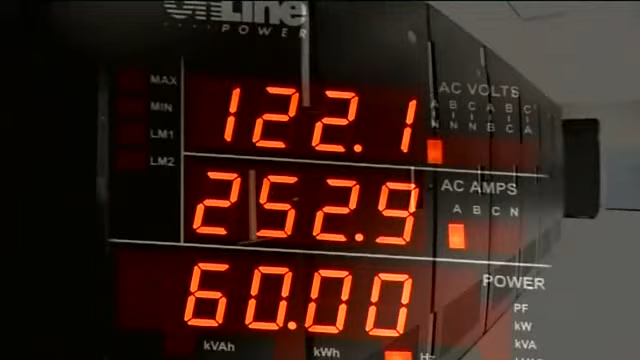 OnLine
POWER
MAX
MIN
LM1
LM2
122.1
AC VOLTS
A B C A B C
N N N B C A
252.9
AC AMPS
A B C N
60.00
POWER
PF
kW
kVA
kVAh
kWh